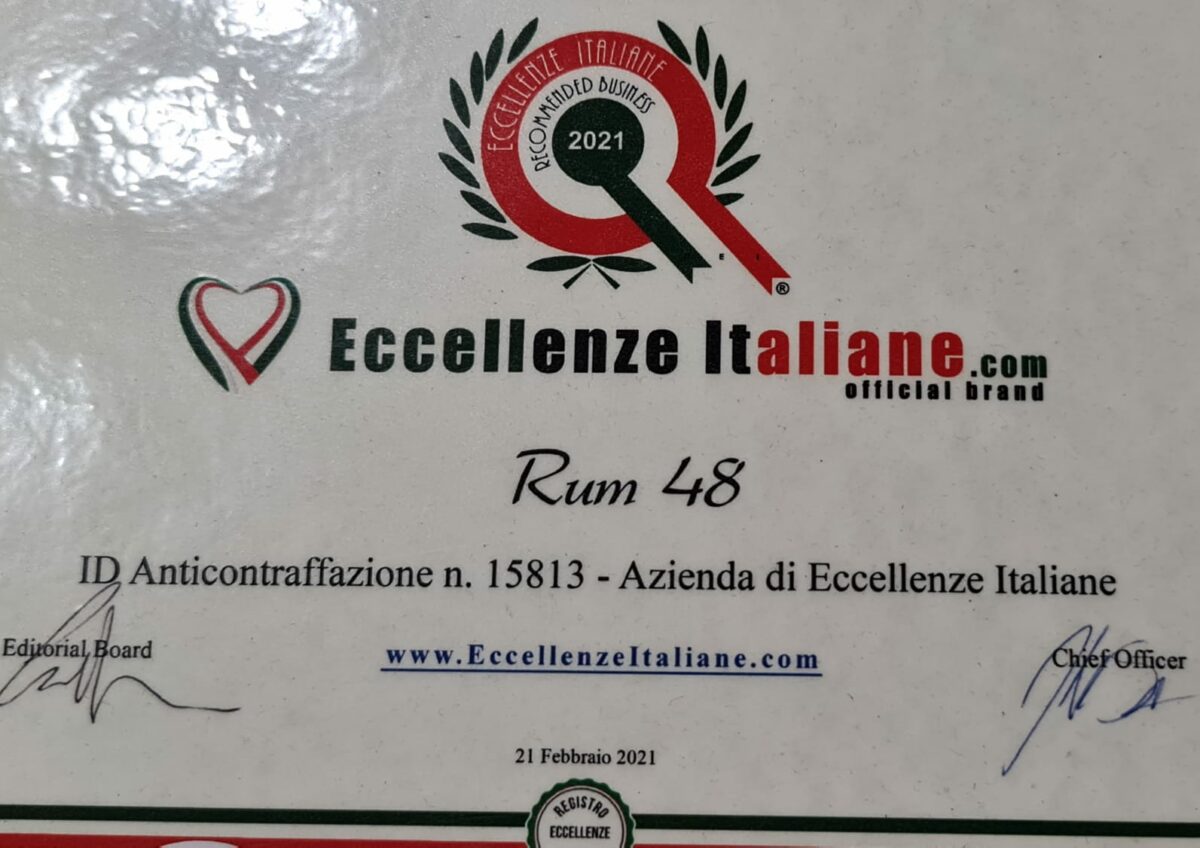 ECCELLENZE ITALIANE
RECOMMENDED BUSINESS
2021
E I
®
Eccellenze Italiane.com
official brand
Rum 48
ID Anticontraffazione n. 15813 - Azienda di Eccellenze Italiane
Editorial Board
www.EccellenzeItaliane.com
Chief Officer
21 Febbraio 2021
REGISTRO
ECCELLENZE